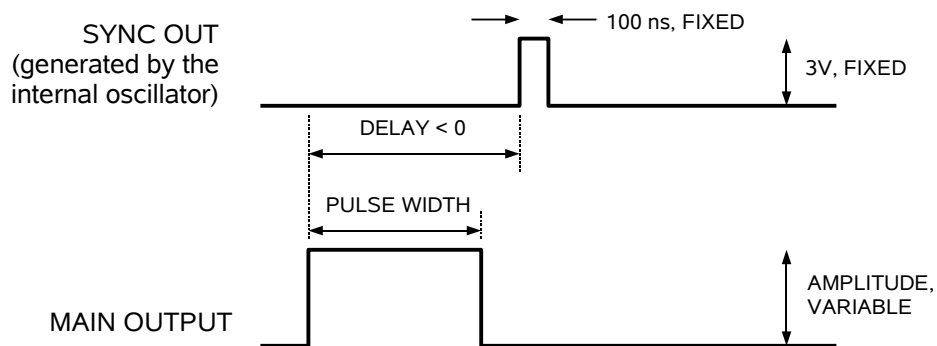 100 ns, FIXED
SYNC OUT
(generated by the
internal oscillator)
3V, FIXED
DELAY < 0
PULSE WIDTH
AMPLITUDE,
VARIABLE
MAIN OUTPUT